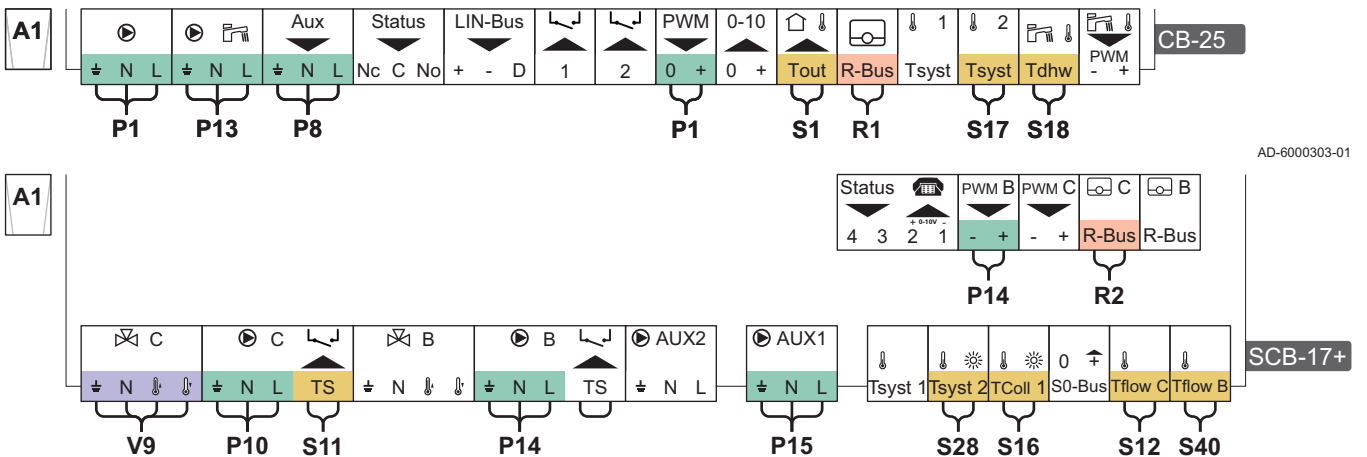 A1
Aux Status LIN-Bus PWM 0-10 1 2
CB-25
N L N L N L Nc C No + - D 1 2 0 + 0 + Tout R-Bus Tsyst Tsyst Tdhw PWM - +
P1 P13 P8 P1 S1 R1 S17 S18
AD-6000303-01
A1
Status PWM B PWM C C B
+ 0-10V -
4 3 2 1 - + - + R-Bus R-Bus
P14 R2
C C B B AUX2 AUX1 0
SCB-17+
N N L TS N N L TS N L N L Tsyst 1 Tsyst 2 TColl 1 S0-Bus Tflow C Tflow B
V9 P10 S11 P14 P15 S28 S16 S12 S40